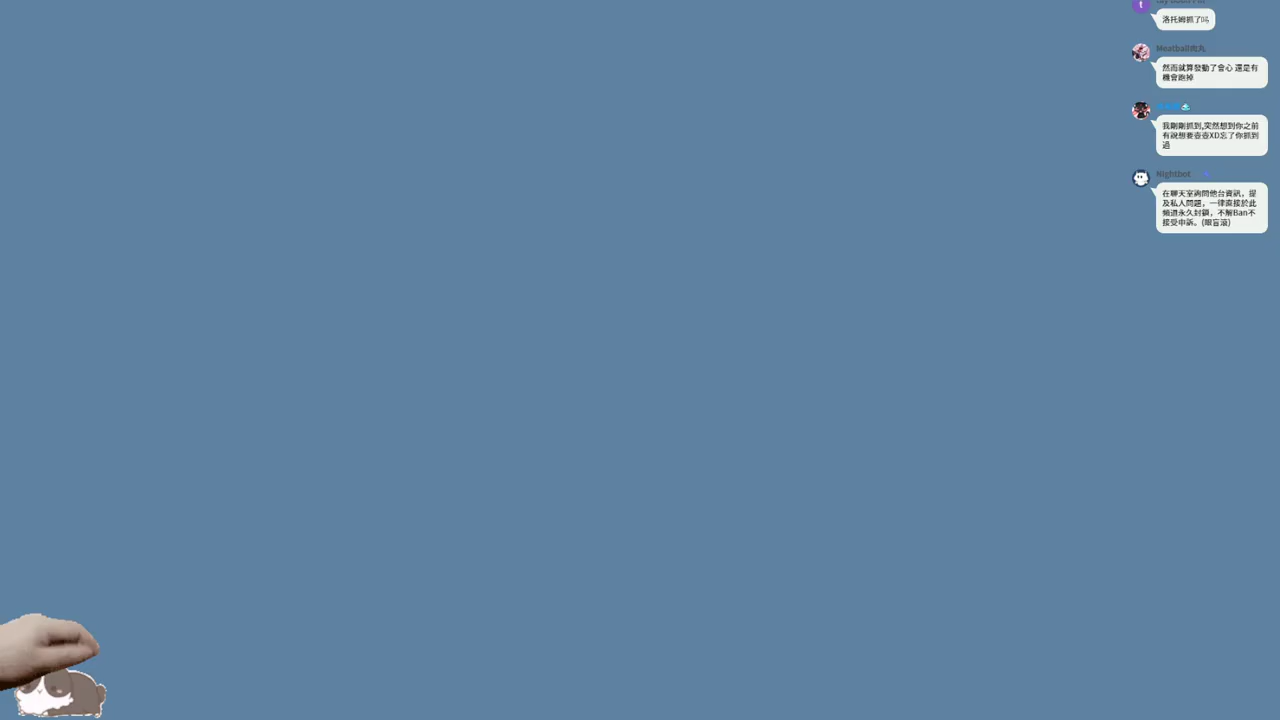 t
洛托姆抓了吗
Meatball肉丸
然而就算發動了會心 還是有
機會跑掉
我剛剛抓到,突然想到你之前
有說想要壺壺XD忘了你抓到
過
Nightbot
在聊天室詢問他台資訊，提
及私人問題，一律直接於此
頻道永久封鎖，不解Ban不
接受申訴。(眼盲滾)